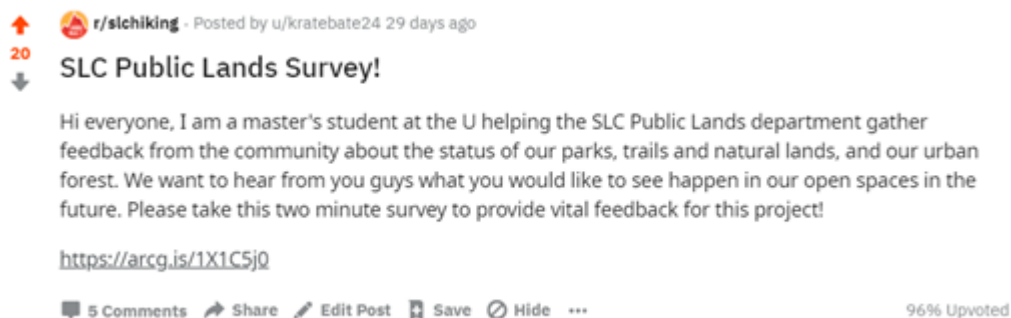 r/slchiking · Posted by u/kratebate24 29 days ago
20
SLC Public Lands Survey!
Hi everyone, I am a master's student at the U helping the SLC Public Lands department gather
feedback from the community about the status of our parks, trails and natural lands, and our urban
forest. We want to hear from you guys what you would like to see happen in our open spaces in the
future. Please take this two minute survey to provide vital feedback for this project!
https://arcg.is/1X1C5j0
5 Comments Share Edit Post Save Hide ••• 96% Upvoted